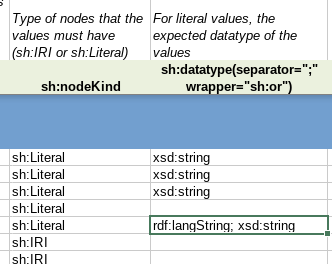 Type of nodes that the
values must have
(sh:IRI or sh:Literal)
For literal values, the
expected datatype of the
values
sh:nodeKind
sh:datatype(separator=";"
wrapper="sh:or")
sh:Literal
xsd:string
sh:Literal
xsd:string
sh:Literal
xsd:string
sh:Literal
sh:Literal
rdf:langString; xsd:string
sh:IRI
sh:IRI